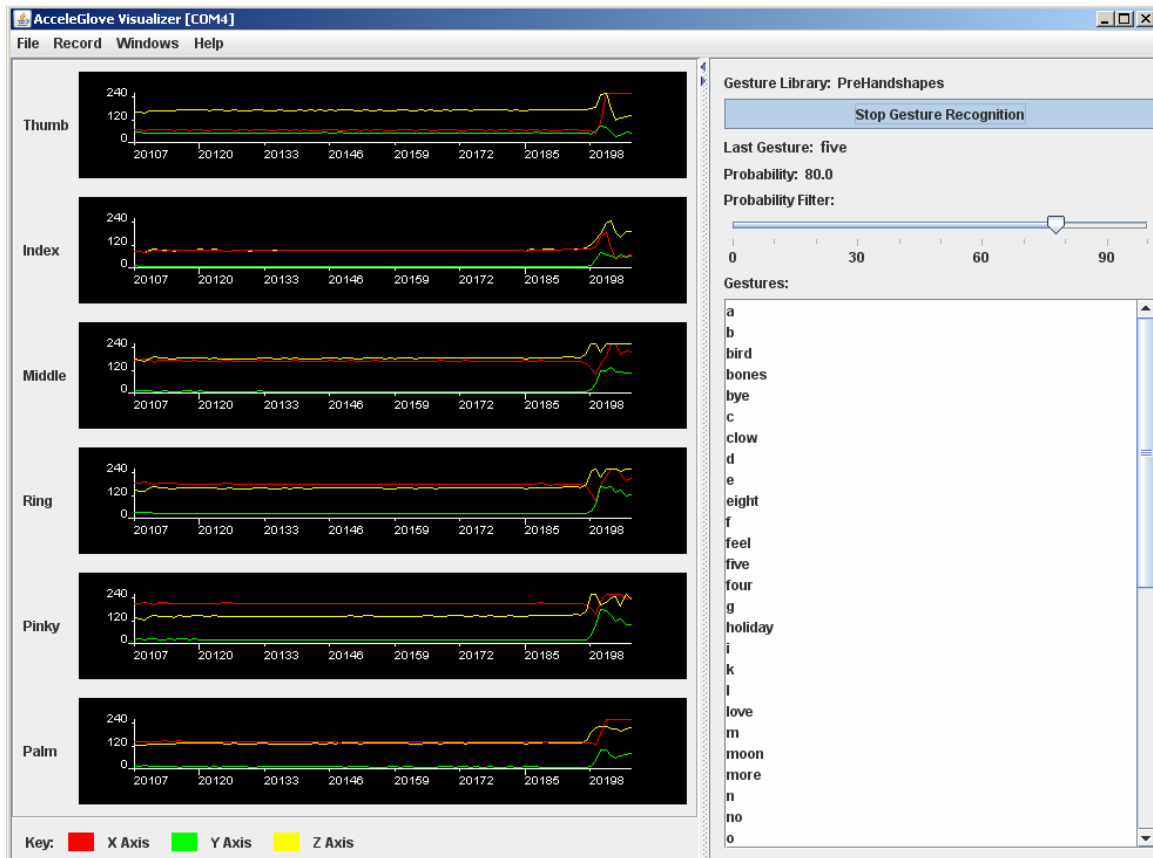 AcceleGlove Visualizer [COM4]
File Record Windows Help
Thumb
240
120
0
20107 20120 20133 20146 20159 20172 20185 20198
Index
240
120
0
20107 20120 20133 20146 20159 20172 20185 20198
Middle
240
120
0
20107 20120 20133 20146 20159 20172 20185 20198
Ring
240
120
0
20107 20120 20133 20146 20159 20172 20185 20198
Pinky
240
120
0
20107 20120 20133 20146 20159 20172 20185 20198
Palm
240
120
0
20107 20120 20133 20146 20159 20172 20185 20198
Key: X Axis Y Axis Z Axis
Gesture Library: PreHandshapes
Stop Gesture Recognition
Last Gesture: five
Probability: 80.0
Probability Filter:
0 30 60 90
Gestures:
a
b
bird
bones
bye
c
clow
d
e
eight
f
feel
five
four
g
holiday
i
k
l
love
m
moon
more
n
no
o